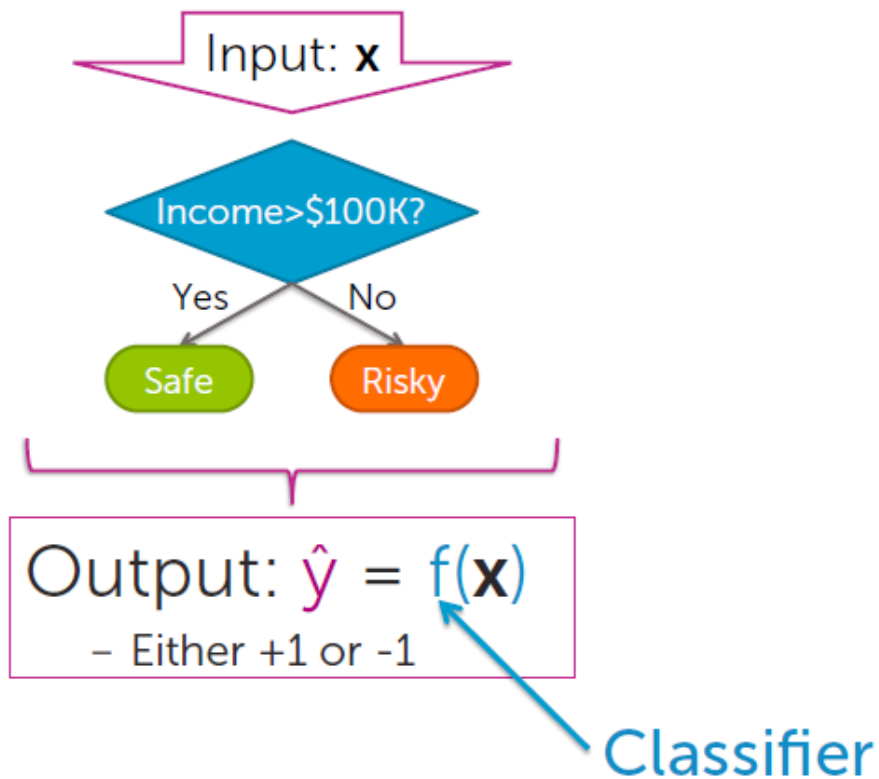 Input: x
Income>$100K?
Yes No
Safe Risky
Output: ŷ = f(x)
– Either +1 or -1
Classifier